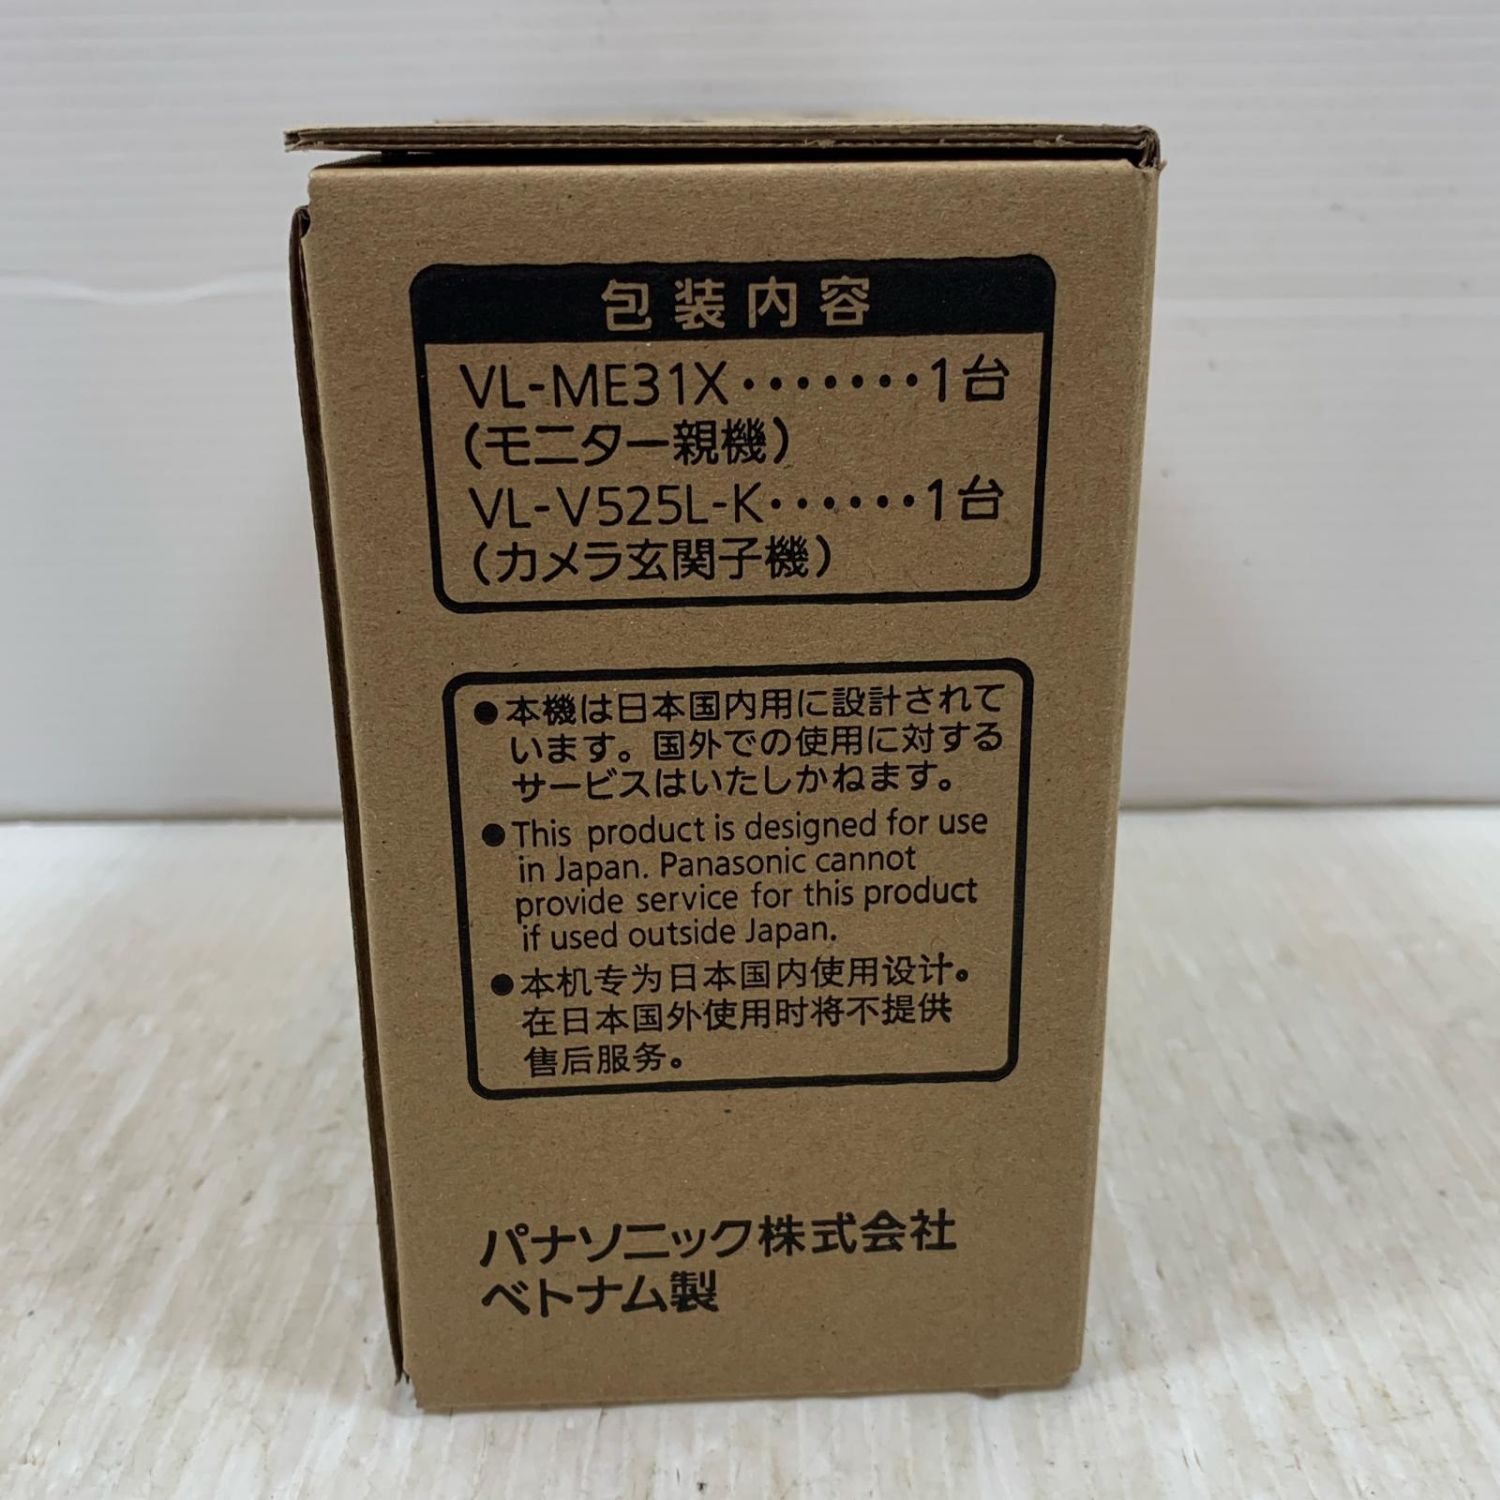 包装内容
VL-ME31X・・・・・・・1台
(モニター親機)
VL-V525L-K・・・・・・1台
(カメラ玄関子機)
●本機は日本国内用に設計されて
います。国外での使用に対する
サービスはいたしかねます。
●This product is designed for use
in Japan. Panasonic cannot
provide service for this product
if used outside Japan.
●本机专为日本国内使用设计。
在日本国外使用时将不提供
售后服务。
パナソニック株式会社
ベトナム製